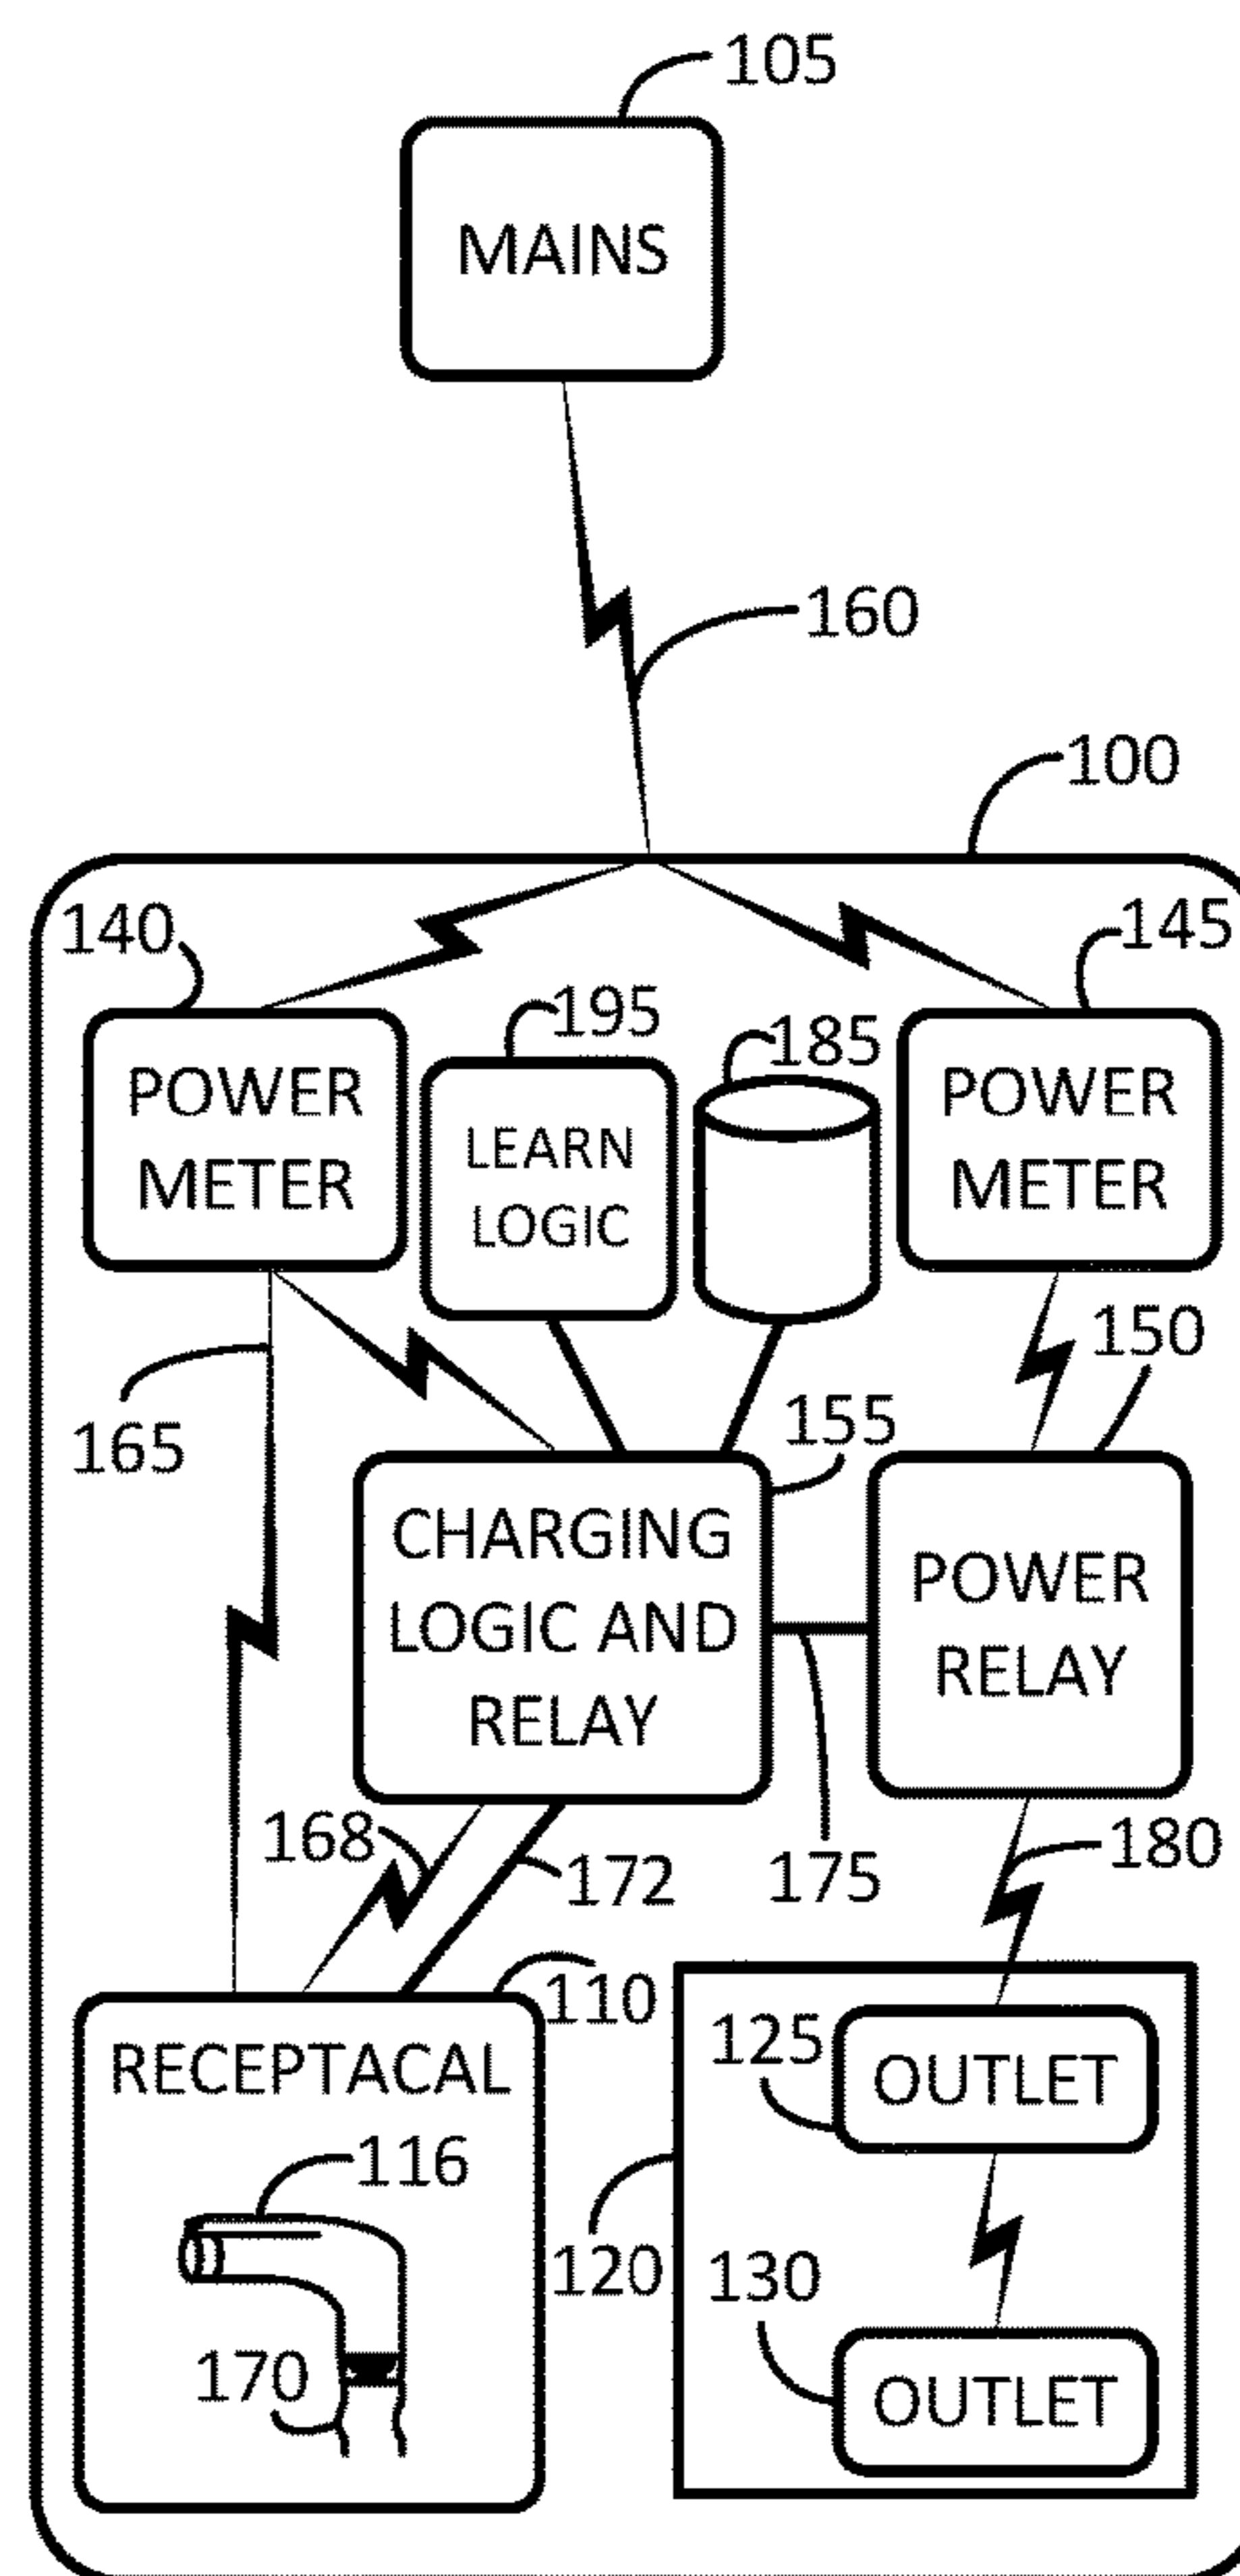 105
MAINS
160
100
140
145
195
185
POWER
METER
LEARN
LOGIC
POWER
METER
165
150
155
CHARGING
LOGIC AND
RELAY
POWER
RELAY
168
172
175
180
110
RECEPTACAL
125
OUTLET
116
120
130
170
OUTLET